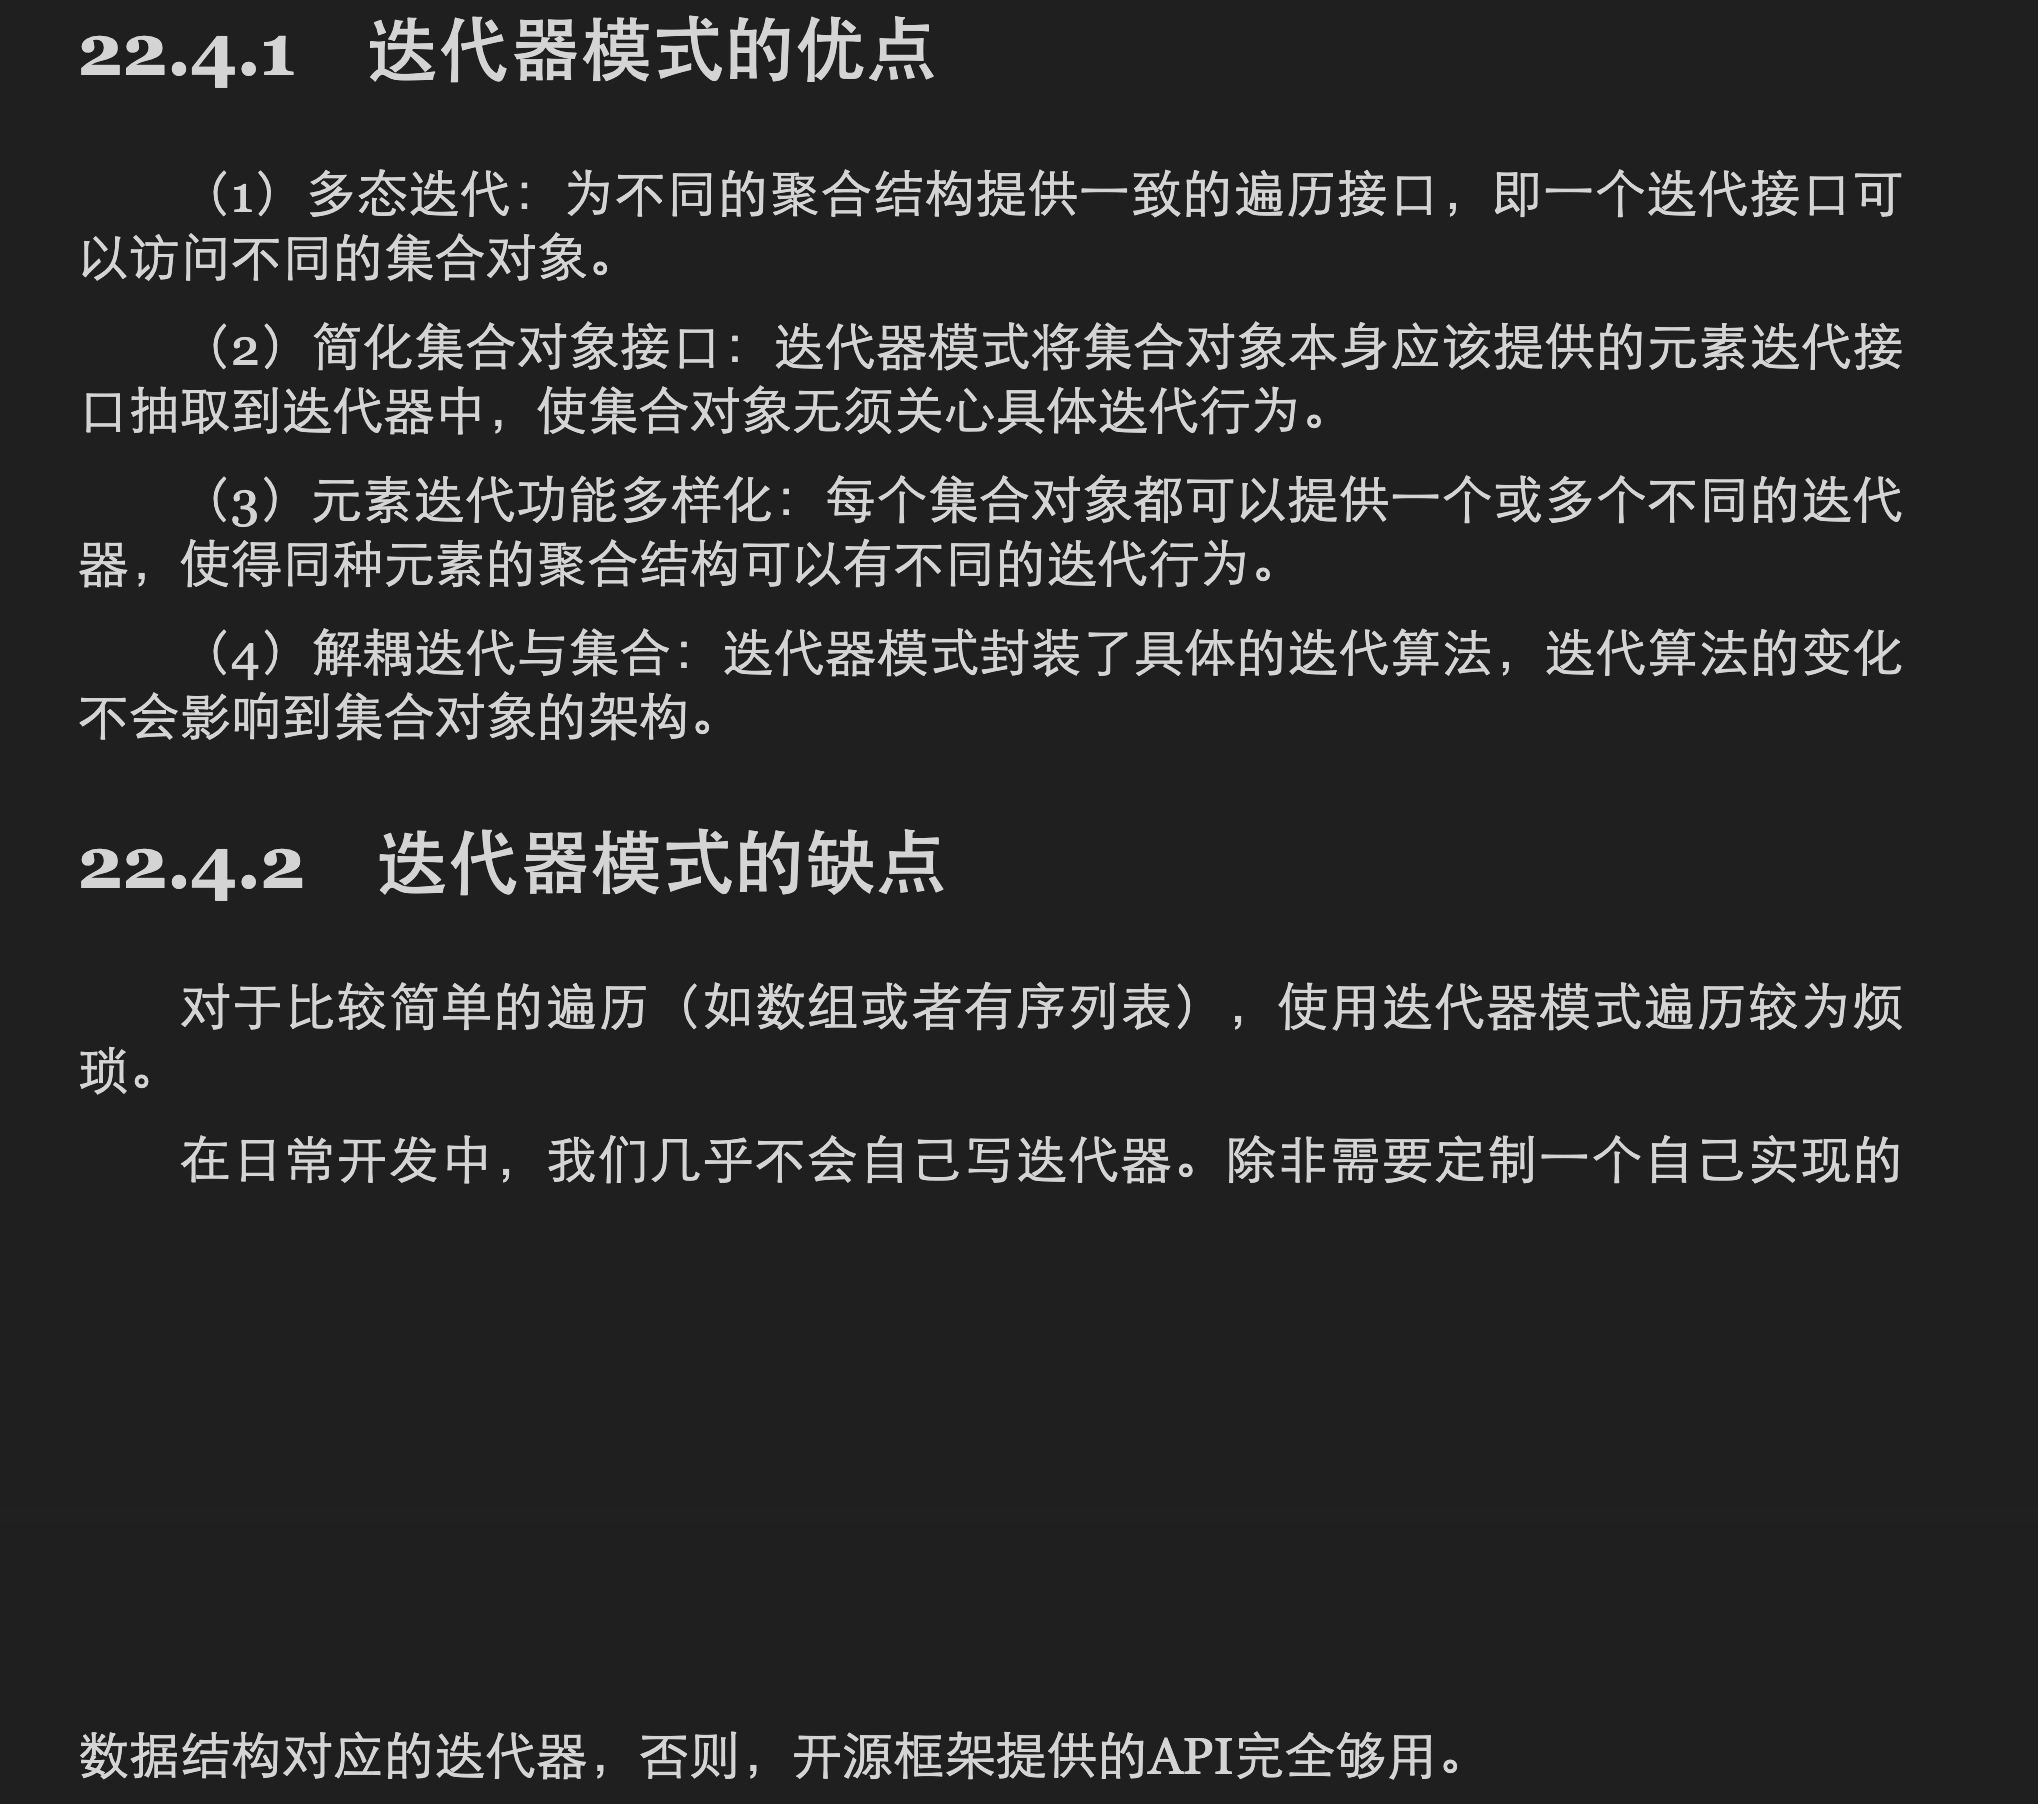 22.4.1 迭代器模式的优点
（1）多态迭代：为不同的聚合结构提供一致的遍历接口，即一个迭代接口可
以访问不同的集合对象。
（2）简化集合对象接口：迭代器模式将集合对象本身应该提供的元素迭代接
口抽取到迭代器中，使集合对象无须关心具体迭代行为。
（3）元素迭代功能多样化：每个集合对象都可以提供一个或多个不同的迭代
器，使得同种元素的聚合结构可以有不同的迭代行为。
（4）解耦迭代与集合：迭代器模式封装了具体的迭代算法，迭代算法的变化
不会影响到集合对象的架构。
22.4.2 迭代器模式的缺点
对于比较简单的遍历（如数组或者有序列表），使用迭代器模式遍历较为烦
琐。
在日常开发中，我们几乎不会自己写迭代器。除非需要定制一个自己实现的
数据结构对应的迭代器，否则，开源框架提供的API完全够用。